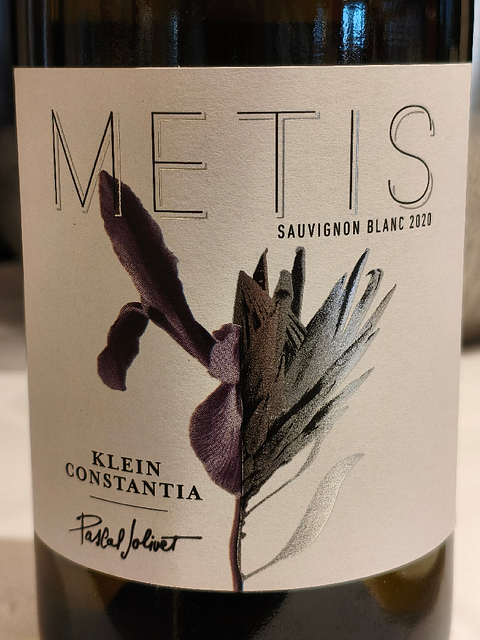 METIS
SAUVIGNON BLANC 2020
KLEIN
CONSTANTIA
Pascal Jolivet